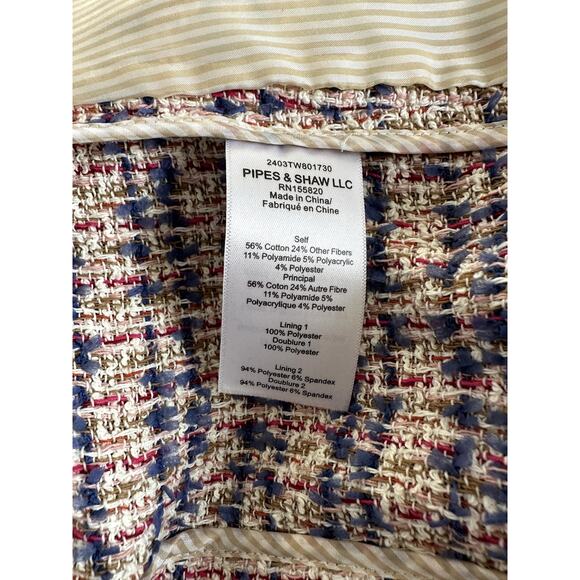 2403TW801730
PIPES & SHAW LLC
RN155820
Made in China/
Fabriqué en Chine
Self
56% Cotton 24% Other Fibers
11% Polyamide 5% Polyacrylic
4% Polyester
Principal
56% Cotton 24% Autre Fibre
11% Polyamide 5%
Polyacrylique 4% Polyester
Lining 1
100% Polyester
Doublure 1
100% Polyester
Lining 2
94% Polyester 6% Spandex
Doublure 2
94% Polyester 6% Spandex